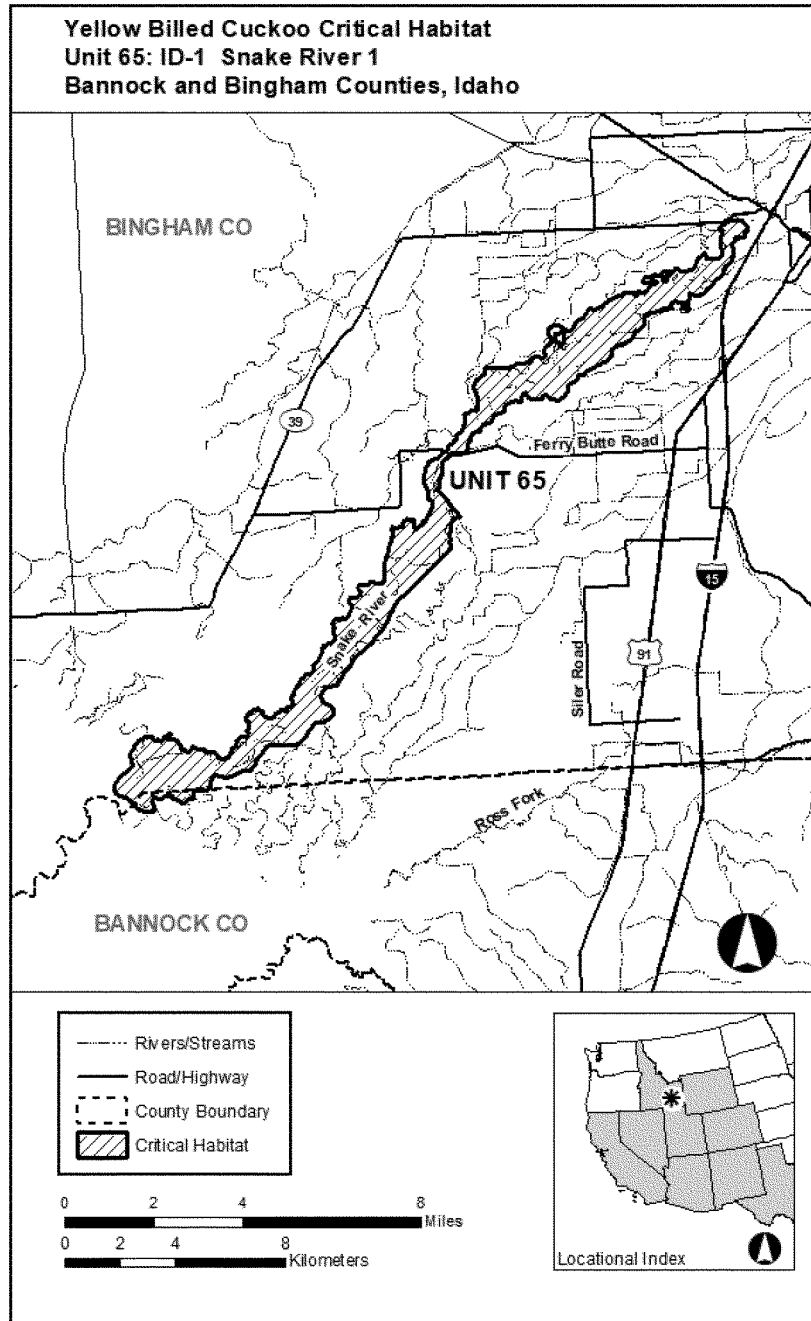 Yellow Billed Cuckoo Critical Habitat
Unit 65: ID-1 Snake River 1
Bannock and Bingham Counties, Idaho
BINGHAM CO
39
Ferry Butte Road
UNIT 65
15
Snake River
91
Siler Road
Ross Fork
BANNOCK CO
Rivers/Streams
Road/Highway
County Boundary
Critical Habitat
0 2 4 8
Miles
0 2 4 8
Kilometers
Locational Index